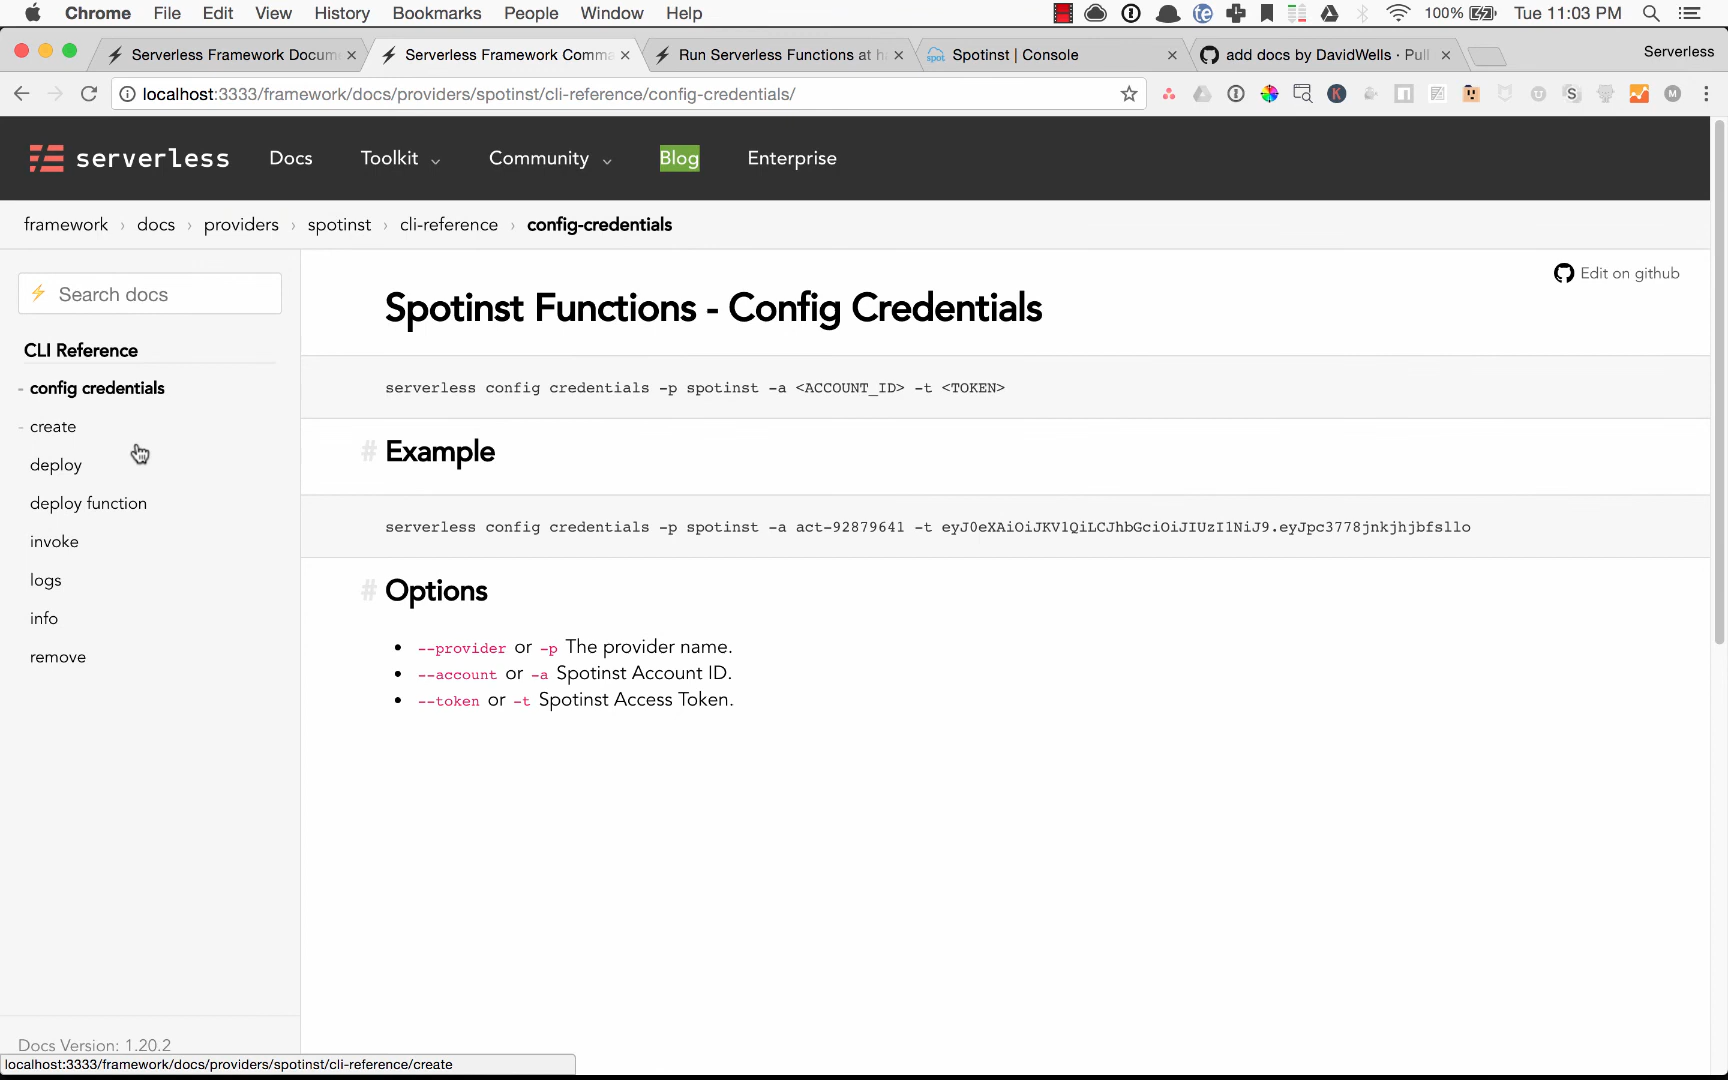 Chrome File Edit View History Bookmarks People Window Help 100% Tue 11:03 PM
Serverless Framework Docum Serverless Framework Comma Run Serverless Functions at Spotinst | Console add docs by DavidWells · Pull Serverless
localhost:3333/framework/docs/providers/spotinst/cli-reference/config-credentials/
serverless Docs Toolkit Community Blog Enterprise
framework › docs › providers › spotinst › cli-reference › config-credentials
Search docs
Edit on github
Spotinst Functions - Config Credentials
CLI Reference
- config credentials
- create
deploy
deploy function
invoke
logs
info
remove
serverless config credentials -p spotinst -a <ACCOUNT_ID> -t <TOKEN>
# Example
serverless config credentials -p spotinst -a act-92879641 -t eyJ0eXAiOiJKV1QiLCJhbGciOiJIUzI1NiJ9.eyJpc3778jnkjhjbfsllo
# Options
• --provider or -p The provider name.
• --account or -a Spotinst Account ID.
• --token or -t Spotinst Access Token.
Docs Version: 1.20.2
localhost:3333/framework/docs/providers/spotinst/cli-reference/create